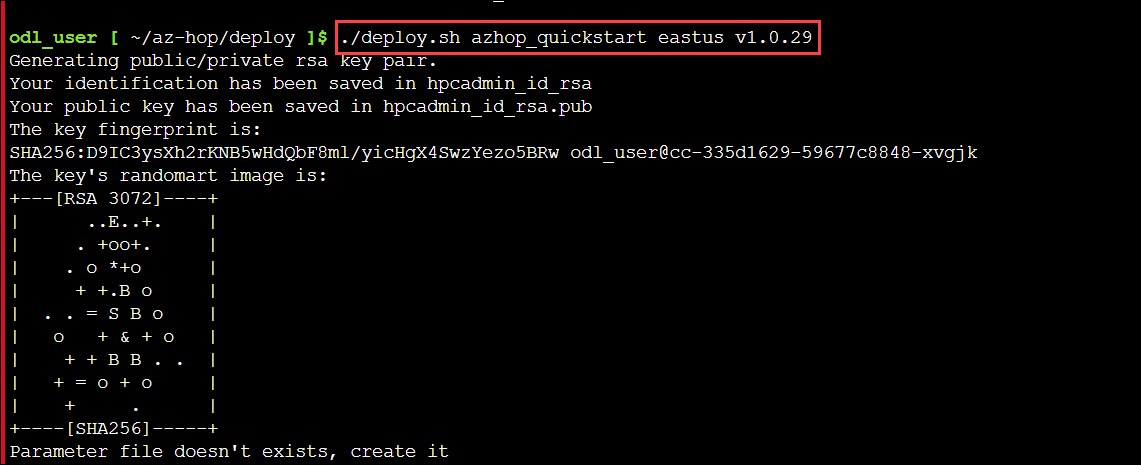 odl_user [ ~/az-hop/deploy ]$ ./deploy.sh azhop_quickstart eastus v1.0.29
Generating public/private rsa key pair.
Your identification has been saved in hpcadmin_id_rsa
Your public key has been saved in hpcadmin_id_rsa.pub
The key fingerprint is:
SHA256:D9IC3ysXh2rKNB5wHdQbF8ml/yicHgX4SwzYezo5BRw odl_user@cc-335d1629-59677c8848-xvgjk
The key's randomart image is:
+---[RSA 3072]----+
|      ..E..+.    |
|     . +oo+.     |
|    . o *+o      |
|     + +.B o     |
|  . . = S B o    |
|   o   + & + o   |
|    + + B B . .  |
|   + = o + o     |
|    +     .      |
+----[SHA256]-----+
Parameter file doesn't exists, create it